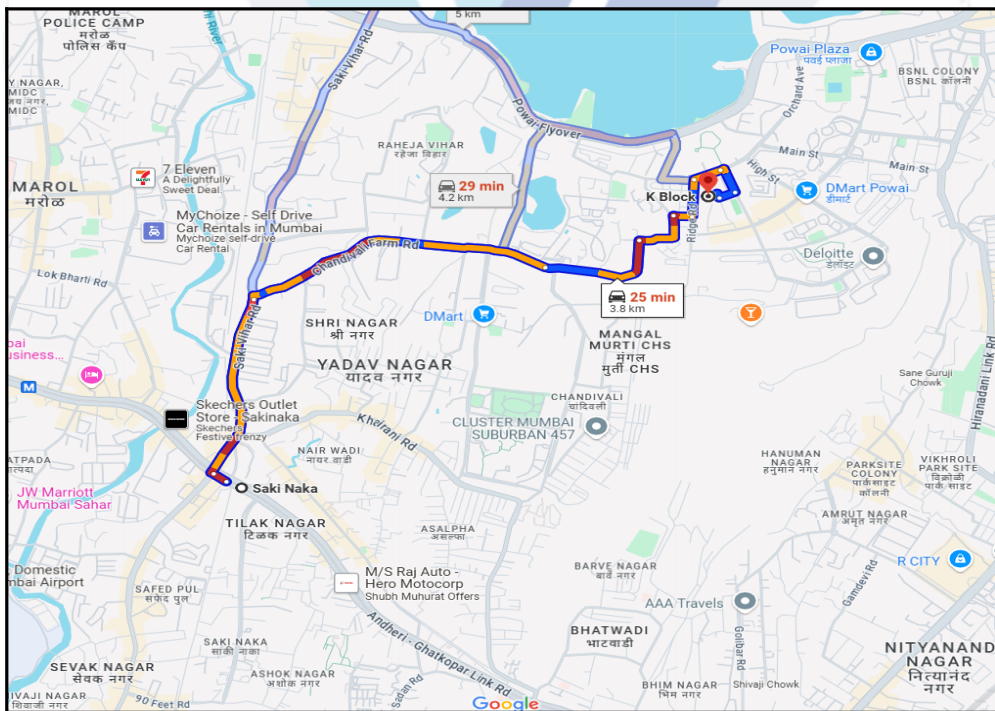 MAROL
POLICE CAMP
मरोळ
पोलिस कॅंप
5 km
Powai Plaza
पवई प्लाजा
BSNL COLONY
BSNL कॉलनी
Orchard Ave
Saki-Vihar-Rd
Powai-Flyover
RAHEJA VIHAR
रहेजा विहार
Main St
Main St
High St
7 Eleven
A Delightfully
Sweet Deal.
29 min
4.2 km
K Block
DMart Powai
डीमार्ट
MAROL
मरोळ
MyChoize - Self Drive
Car Rentals in Mumbai
Mychoize self-drive
Car Rental
Ridge Rd
Chandivali Farm Rd
Deloitte
डेलॉइट
Lok Bharti Rd
25 min
3.8 km
DMart
SHRI NAGAR
श्री नगर
Saki-Vihar-Rd
MANGAL
MURTI CHS
मंगल
मुर्ती CHS
YADAV NAGAR
यादव नगर
Sane Guruji
Chowk
Hiranandani Link Rd
M
Skechers Outlet
Store - Sakinaka
Skechers
Festive frenzy
Khairani Rd
CHANDIVALI
चांदिवली
CLUSTER MUMBAI
SUBURBAN 457
NAIR WADI
नायर वाडी
HANUMAN
NAGAR
हनुमान नगर
PARKSITE
COLONY
पार्कसाइट
कॉलनी
VIKHROLI
PARK SITE
विक्रोळी
पार्क साइट
JW Marriott
Mumbai Sahar
Saki Naka
TILAK NAGAR
टिळक नगर
ASALPHA
असल्फा
AMRUT NAGAR
अमृत नगर
R CITY
Domestic
SAFED PUL
सफेद पुल
M/S Raj Auto -
Hero Motocorp
Shubh Muhurat Offers
BARVE NAGAR
बार्वे नगर
Gamdevi Rd
AAA Travels
SAKI NAKA
साकी नाका
Andheri - Ghatkopar Link Rd
BHATWADI
भाटवाडी
Golibar Rd
NITYANAND
NAGAR
नित्यानंद
नगर
SEVAK NAGAR
सेवक नगर
ASHOK NAGAR
अशोक नगर
BHIM NAGAR
भिम नगर
Shivaji Chowk
90 Feet Rd
Google